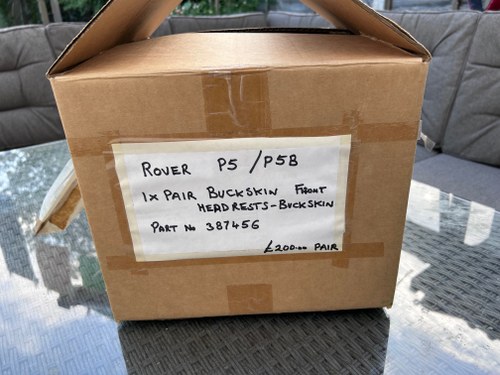 ROVER P5 / P5B
1X PAIR BUCKSKIN FRONT
HEADRESTS - BUCKSKIN
PART No 387456
£200.00 PAIR